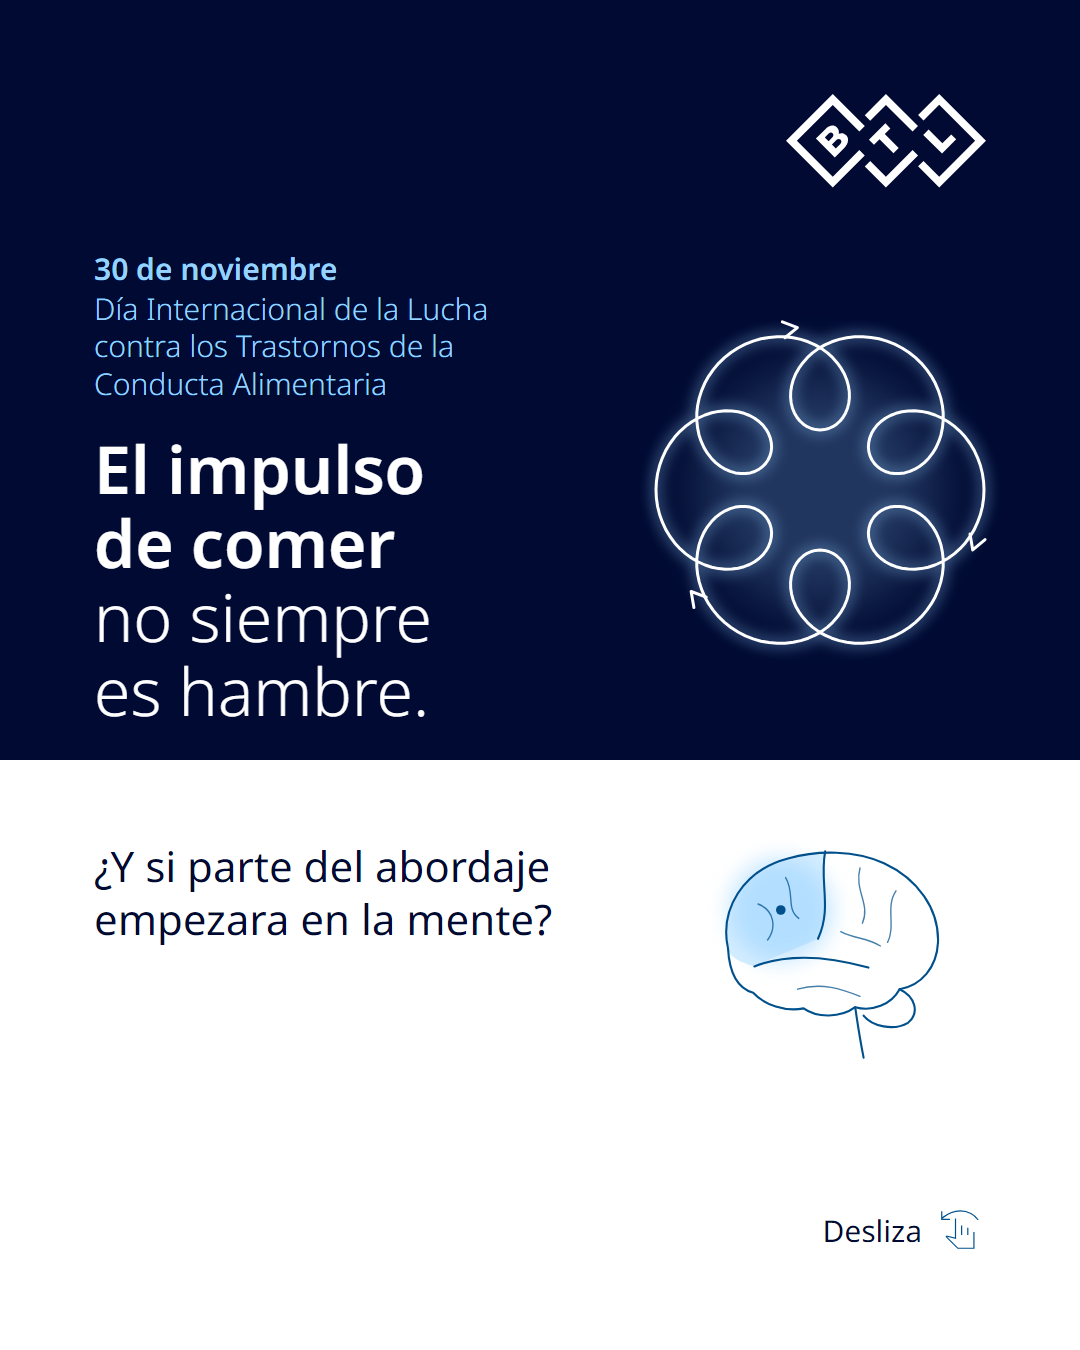 BTL
30 de noviembre
Día Internacional de la Lucha
contra los Trastornos de la
Conducta Alimentaria
El impulso
de comer
no siempre
es hambre.
¿Y si parte del abordaje
empezara en la mente?
Desliza